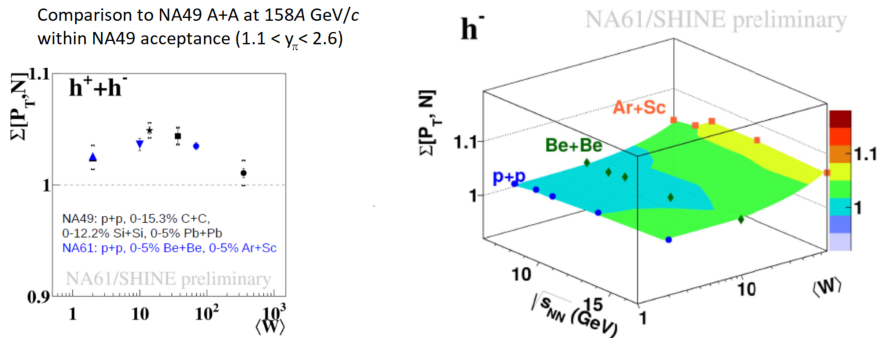 Comparison to NA49 A+A at 158A GeV/c
within NA49 acceptance (1.1 < yπ < 2.6)
Σ[P_T,N]
h⁺+h⁻
1.1
1
0.9
NA49: p+p, 0-15.3% C+C,
0-12.2% Si+Si, 0-5% Pb+Pb
NA61: p+p, 0-5% Be+Be, 0-5% Ar+Sc
NA61/SHINE preliminary
1 10 10² 10³
⟨W⟩
h⁻
NA61/SHINE preliminary
Σ[P_T, N]
1.1
1
Ar+Sc
Be+Be
p+p
1.1
1
10
15
√s_NN (GeV)
1
10
⟨W⟩